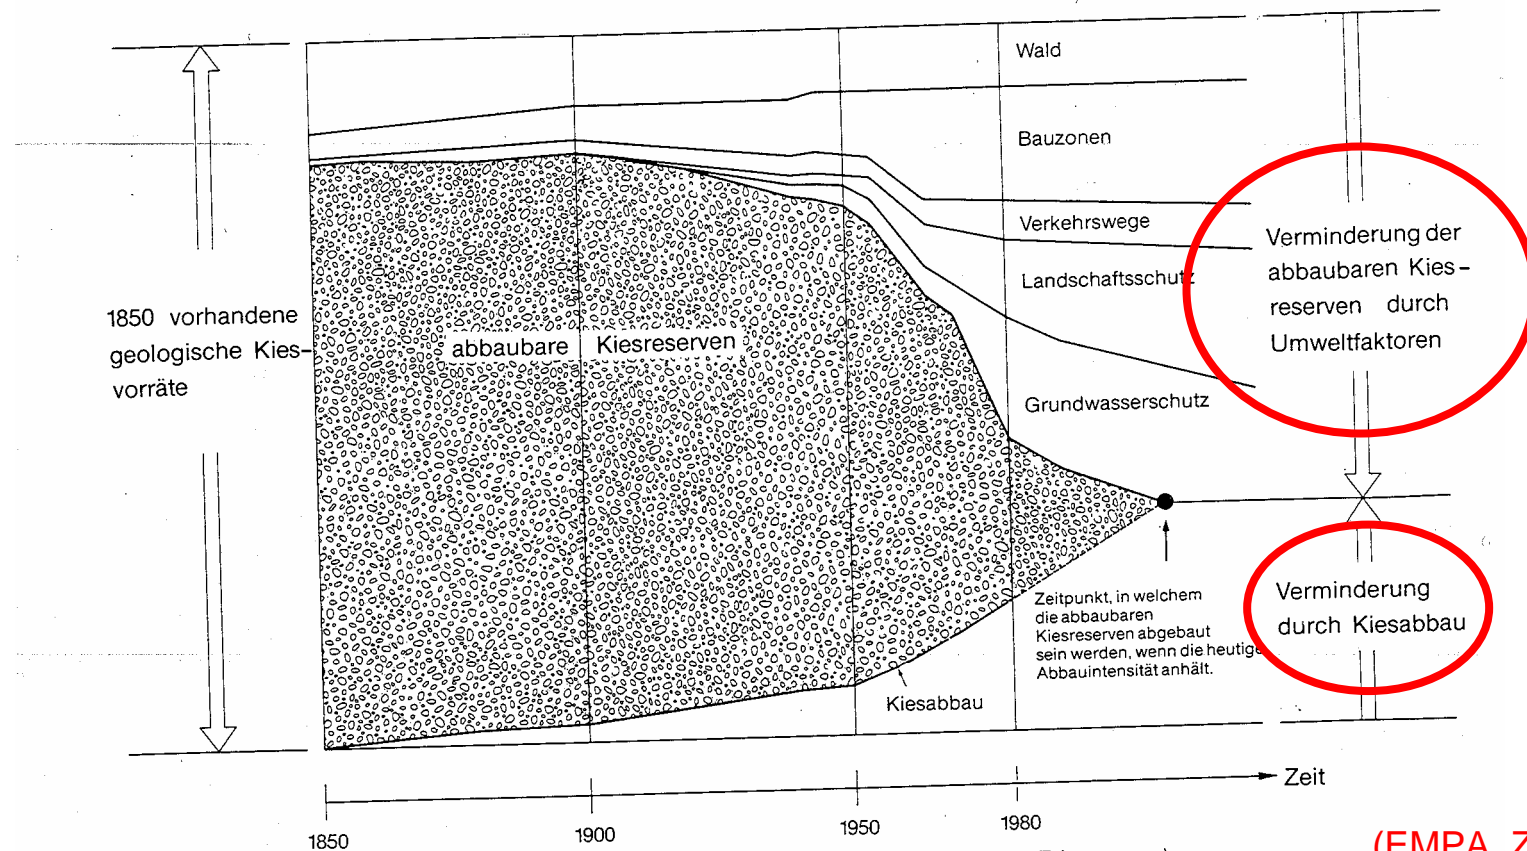 Wald
Bauzonen
Verkehrswege
Landschaftsschutz
Grundwasserschutz
Verminderung der
abbaubaren Kies-
reserven durch
Umweltfaktoren
1850 vorhandene
geologische Kies-
vorräte
abbaubare Kiesreserven
Zeitpunkt, in welchem
die abbaubaren
Kiesreserven abgebaut
sein werden, wenn die heutige
Abbauintensität anhält.
Verminderung
durch Kiesabbau
Kiesabbau
Zeit
1850
1900
1950
1980
(EMPA